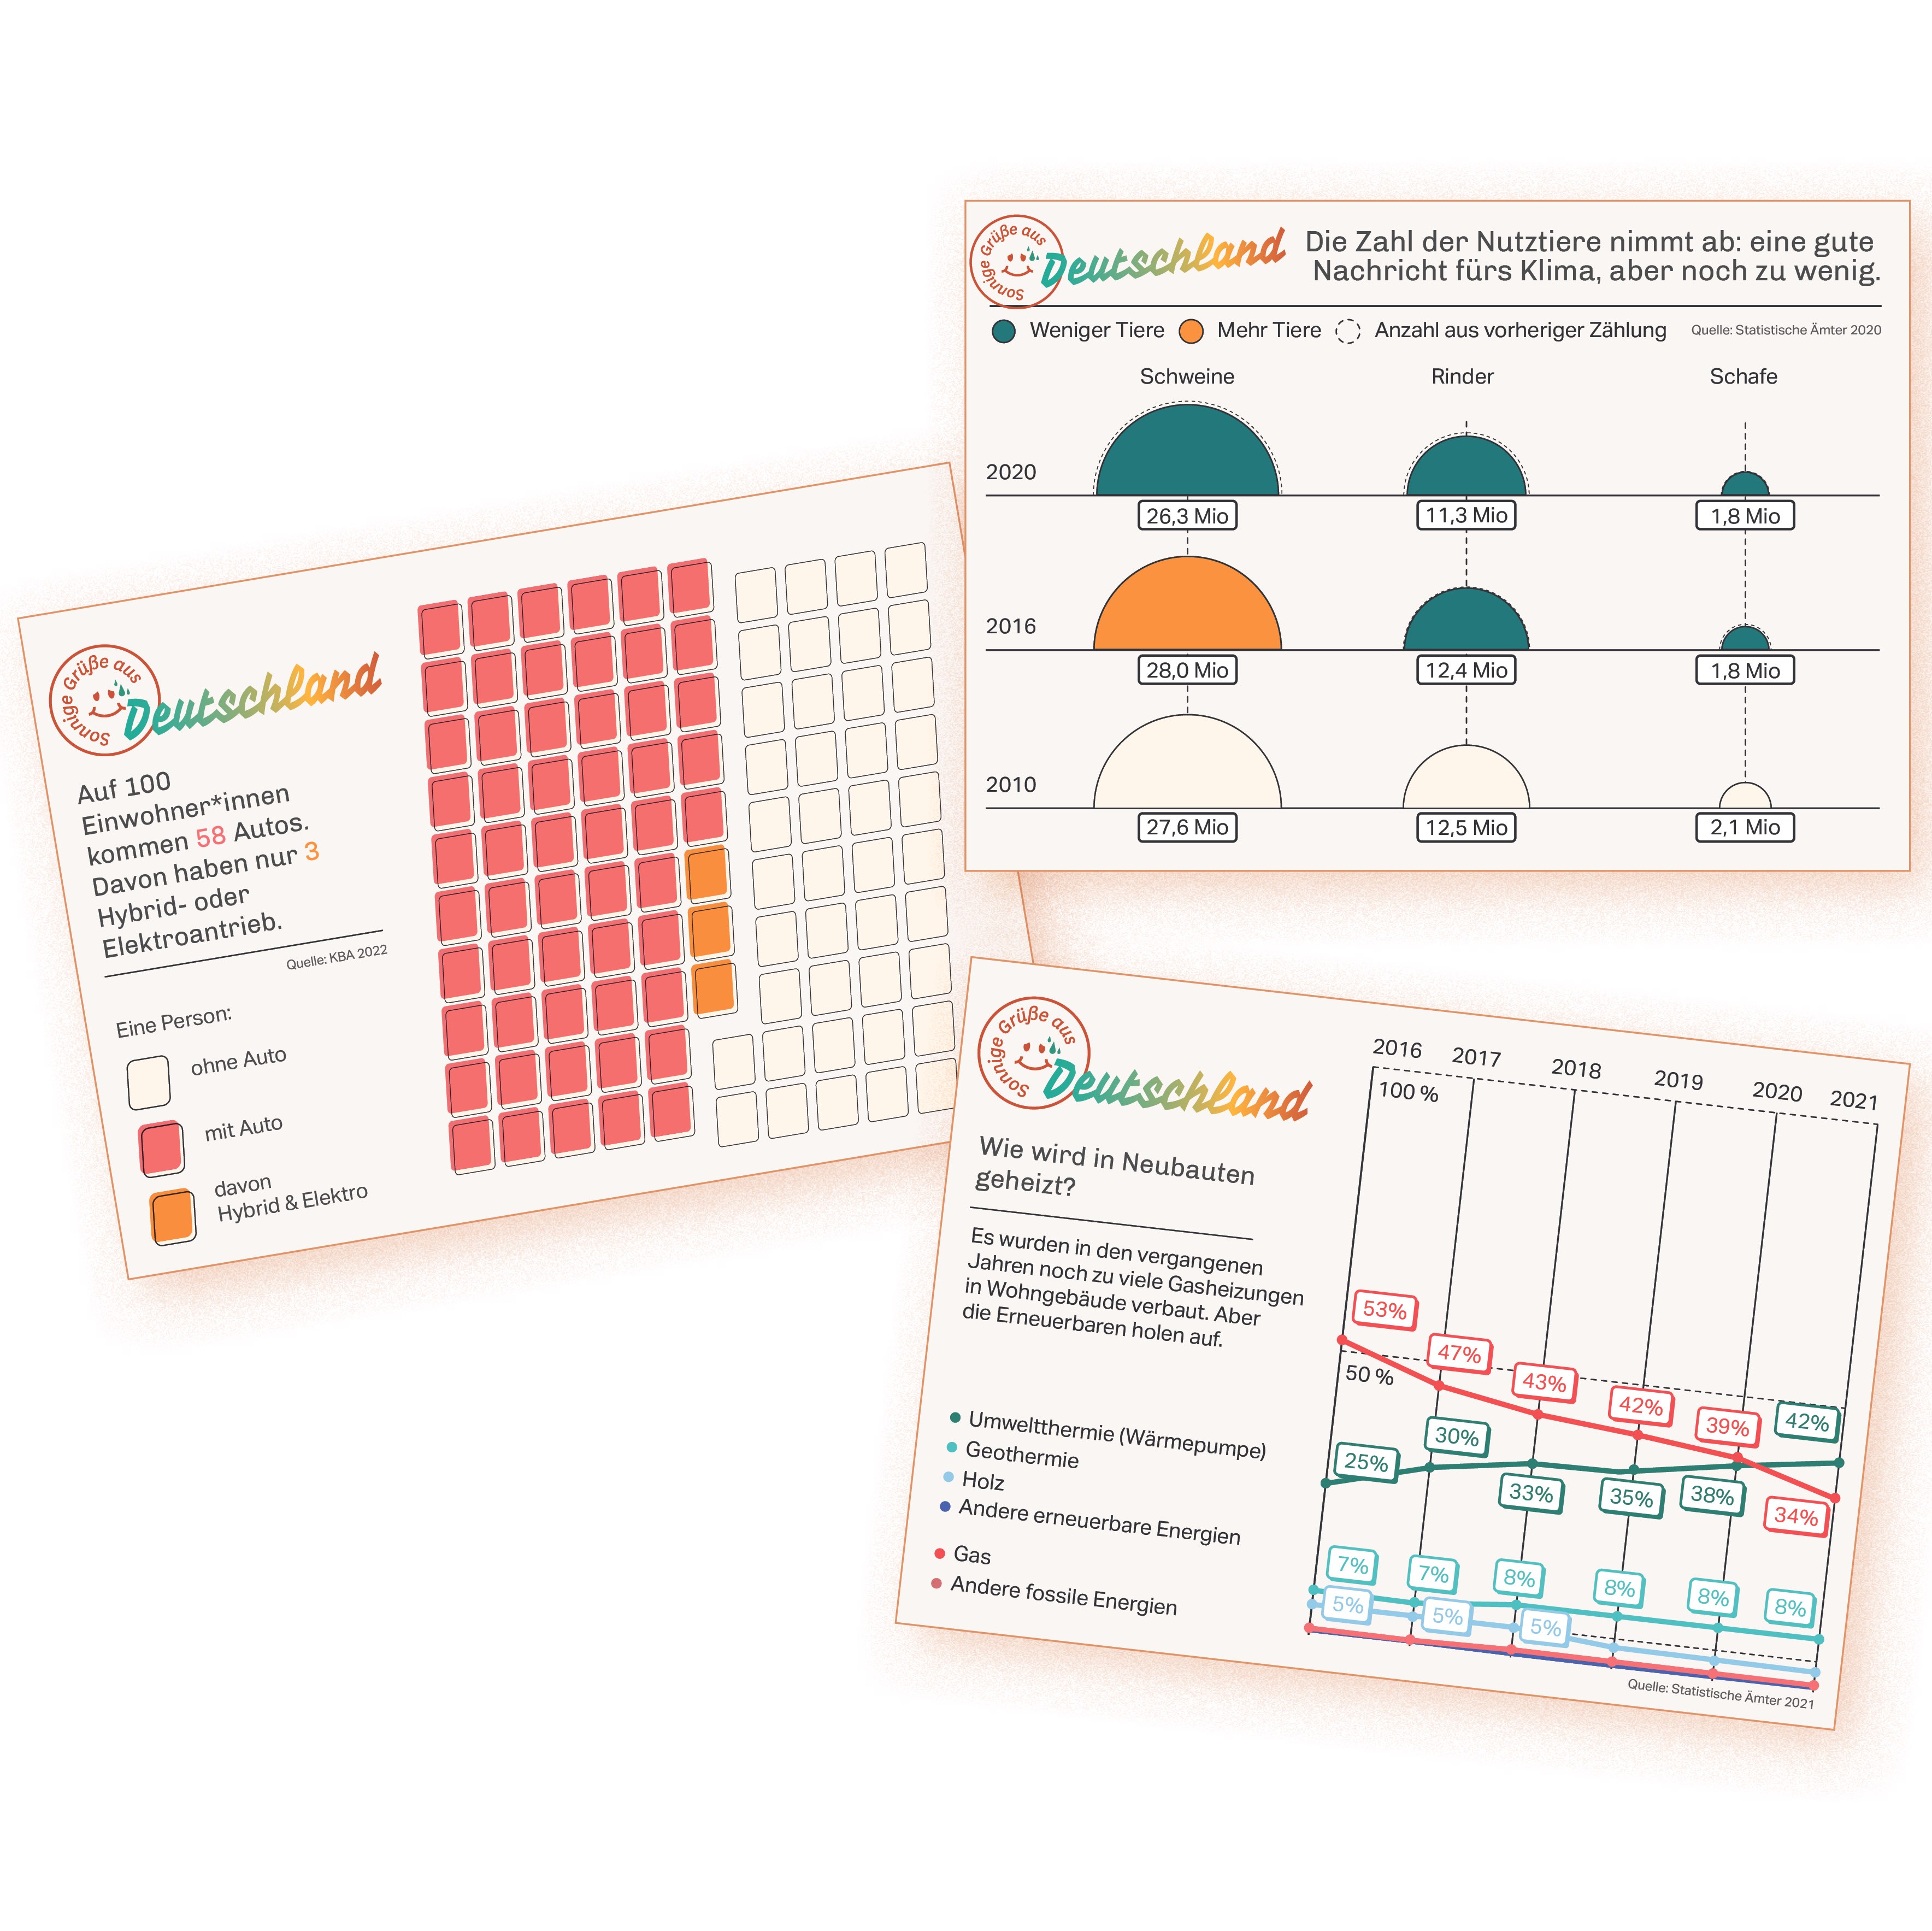 Sonnige Grüße aus
Deutschland
Die Zahl der Nutztiere nimmt ab: eine gute
Nachricht fürs Klima, aber noch zu wenig.
Weniger Tiere
Mehr Tiere
Anzahl aus vorheriger Zählung
Quelle: Statistische Ämter 2020
Schweine
Rinder
Schafe
2020
26,3 Mio
11,3 Mio
1,8 Mio
2016
28,0 Mio
12,4 Mio
1,8 Mio
2010
27,6 Mio
12,5 Mio
2,1 Mio
Sonnige Grüße aus
Deutschland
Auf 100
Einwohner*innen
kommen 58 Autos.
Davon haben nur 3
Hybrid- oder
Elektroantrieb.
Quelle: KBA 2022
Eine Person:
ohne Auto
mit Auto
davon
Hybrid & Elektro
Sonnige Grüße aus
Deutschland
Wie wird in Neubauten
geheizt?
Es wurden in den vergangenen
Jahren noch zu viele Gasheizungen
in Wohngebäude verbaut. Aber
die Erneuerbaren holen auf.
Umweltthermie (Wärmepumpe)
Geothermie
Holz
Andere erneuerbare Energien
Gas
Andere fossile Energien
2016
2017
2018
2019
2020
2021
100 %
53%
47%
43%
42%
39%
42%
50 %
25%
30%
33%
35%
38%
34%
7%
7%
8%
8%
8%
8%
5%
5%
5%
Quelle: Statistische Ämter 2021